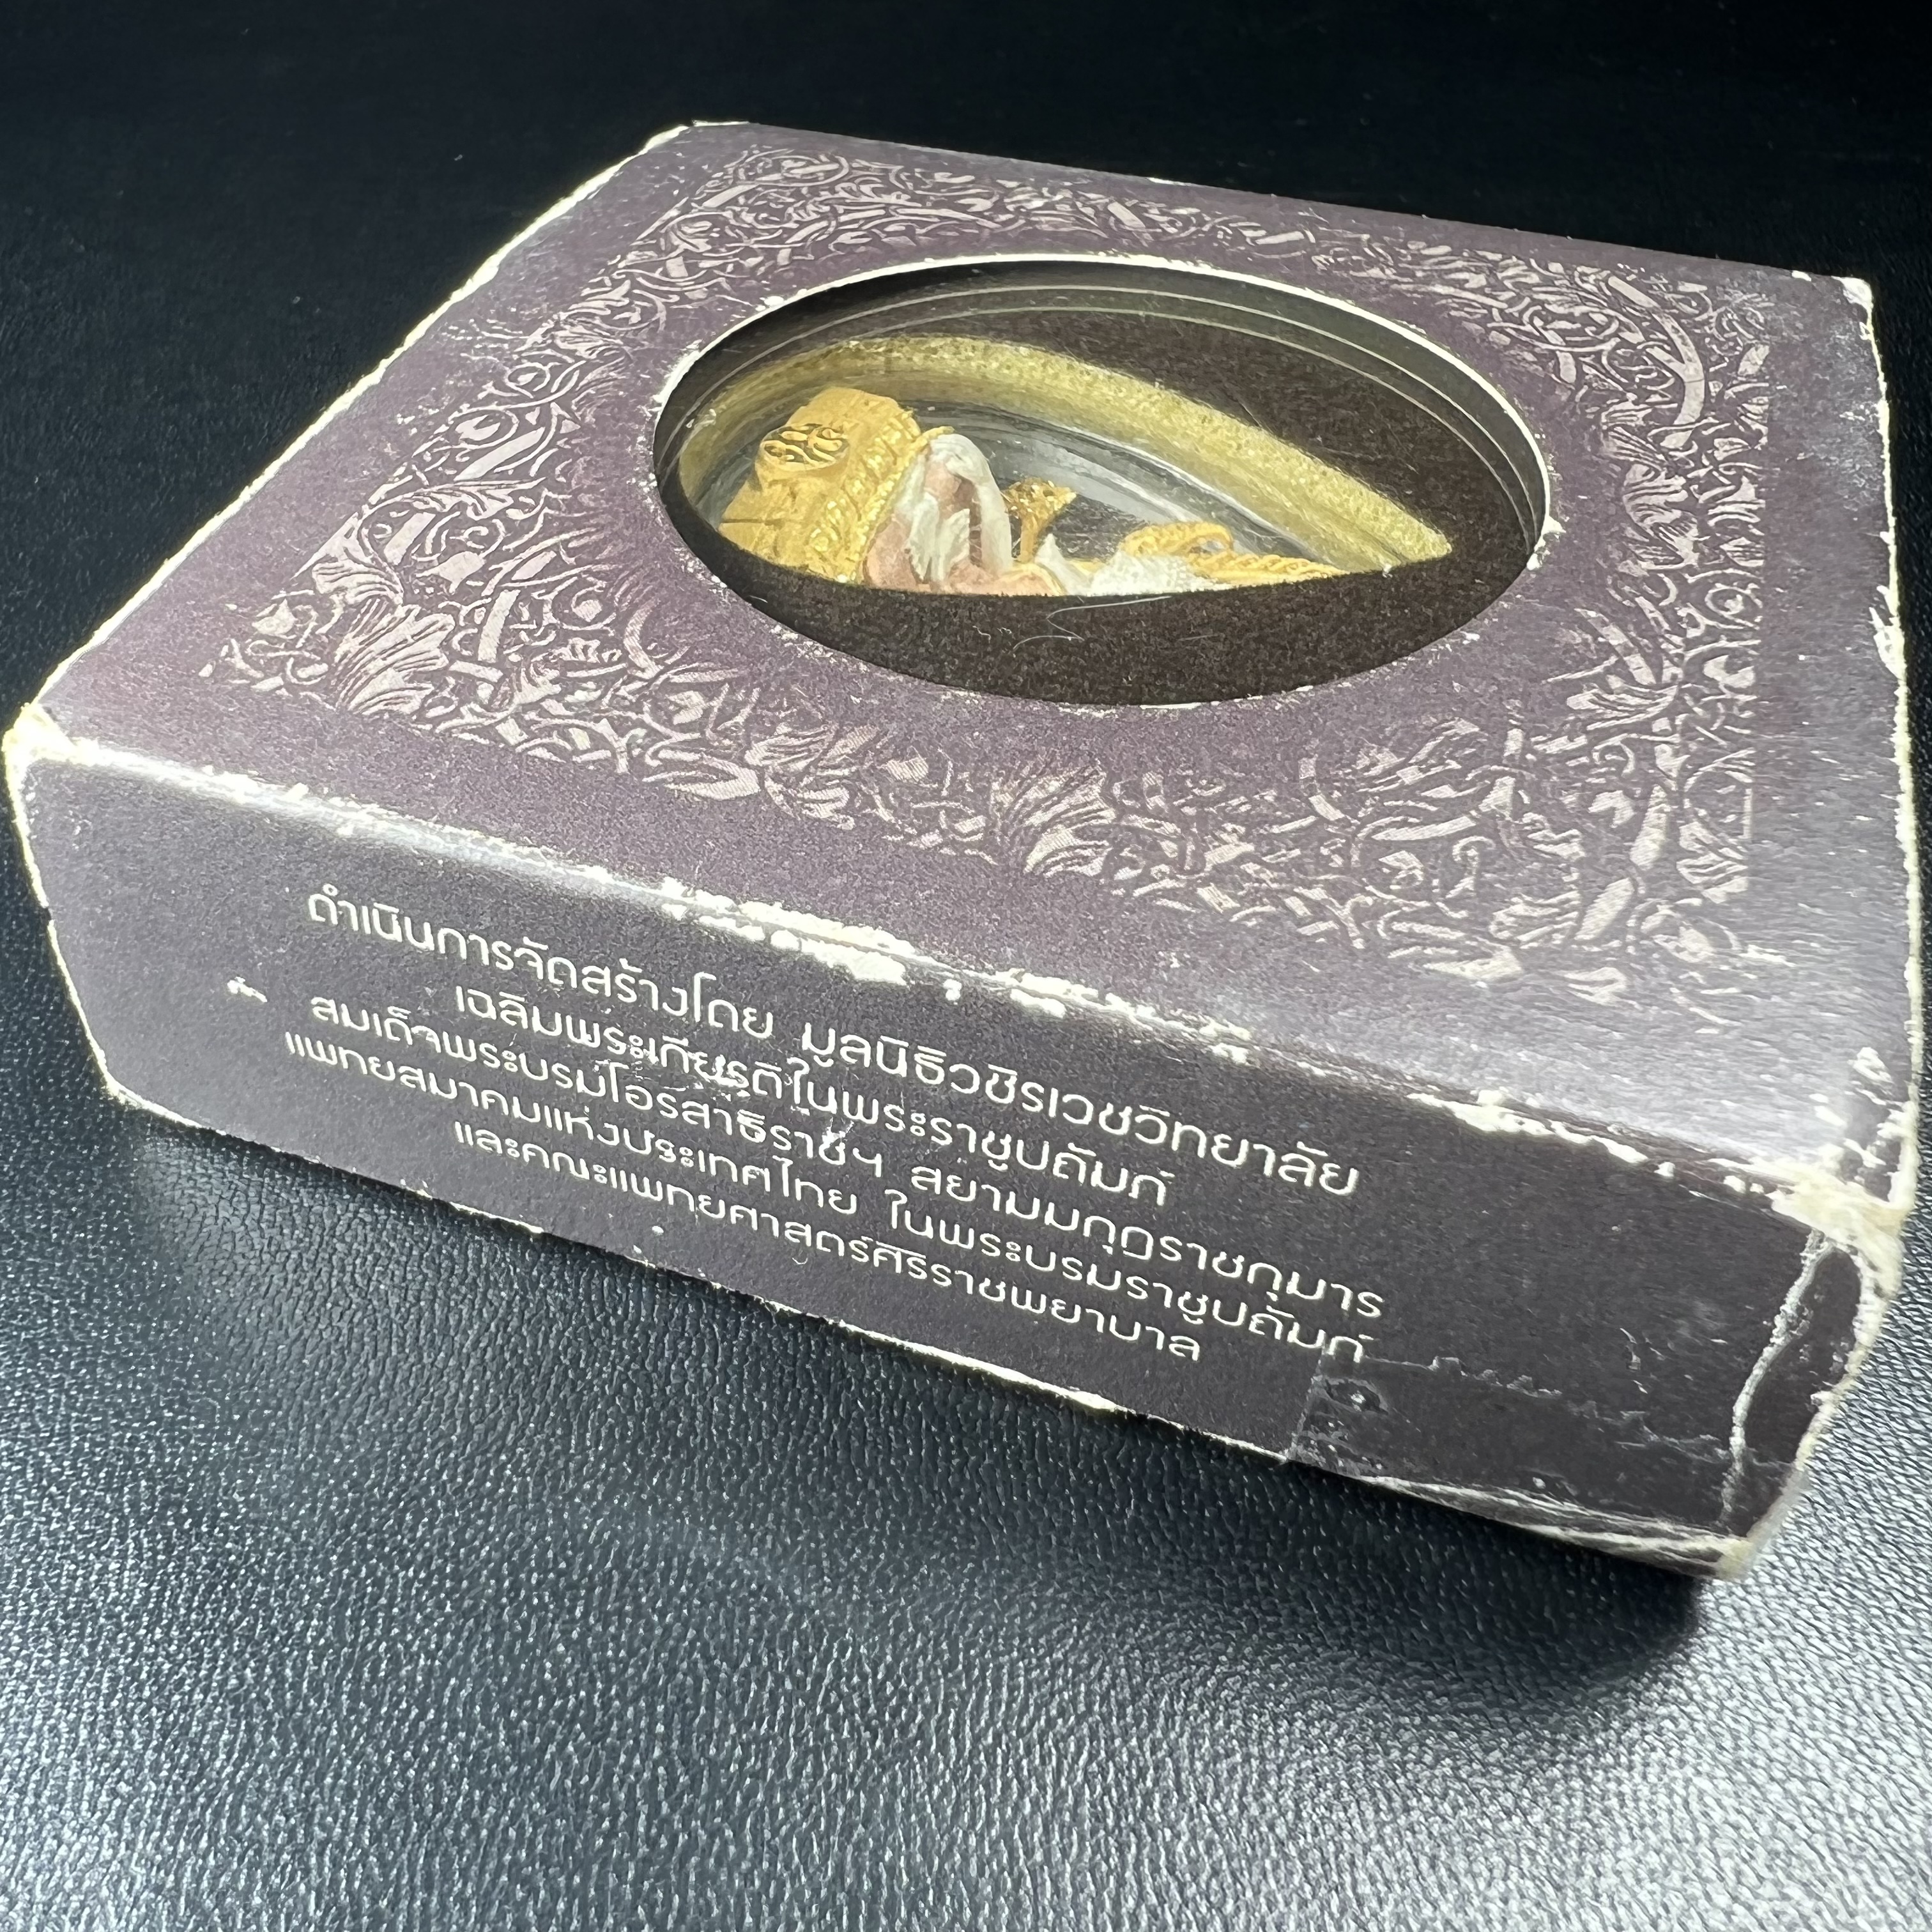 ดำเนินการจัดสร้างโดย มูลนิธิวชิรเวชวิทยาลัย
เฉลิมพระเกียรติในพระราชูปถัมภ์
สมเด็จพระบรมโอรสาธิราชฯ สยามมกุฎราชกุมาร
แพทยสมาคมแห่งประเทศไทย ในพระบรมราชูปถัมภ์
และคณะแพทยศาสตร์ศิริราชพยาบาล